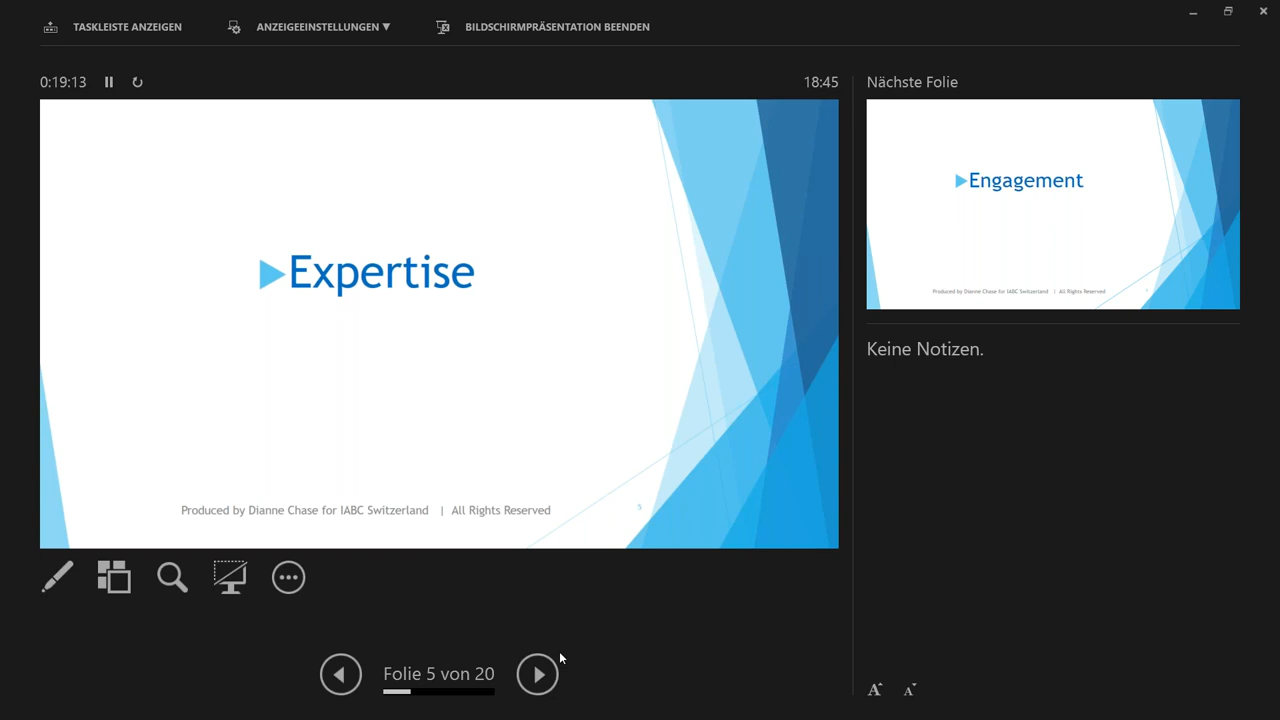 TASKLEISTE ANZEIGEN
ANZEIGEEINSTELLUNGEN ▼
BILDSCHIRMPRÄSENTATION BEENDEN
0:19:13
18:45
Nächste Folie
Expertise
Produced by Dianne Chase for IABC Switzerland | All Rights Reserved
5
Engagement
Produced by Dianne Chase for IABC Switzerland | All Rights Reserved
Keine Notizen.
Folie 5 von 20
A
A